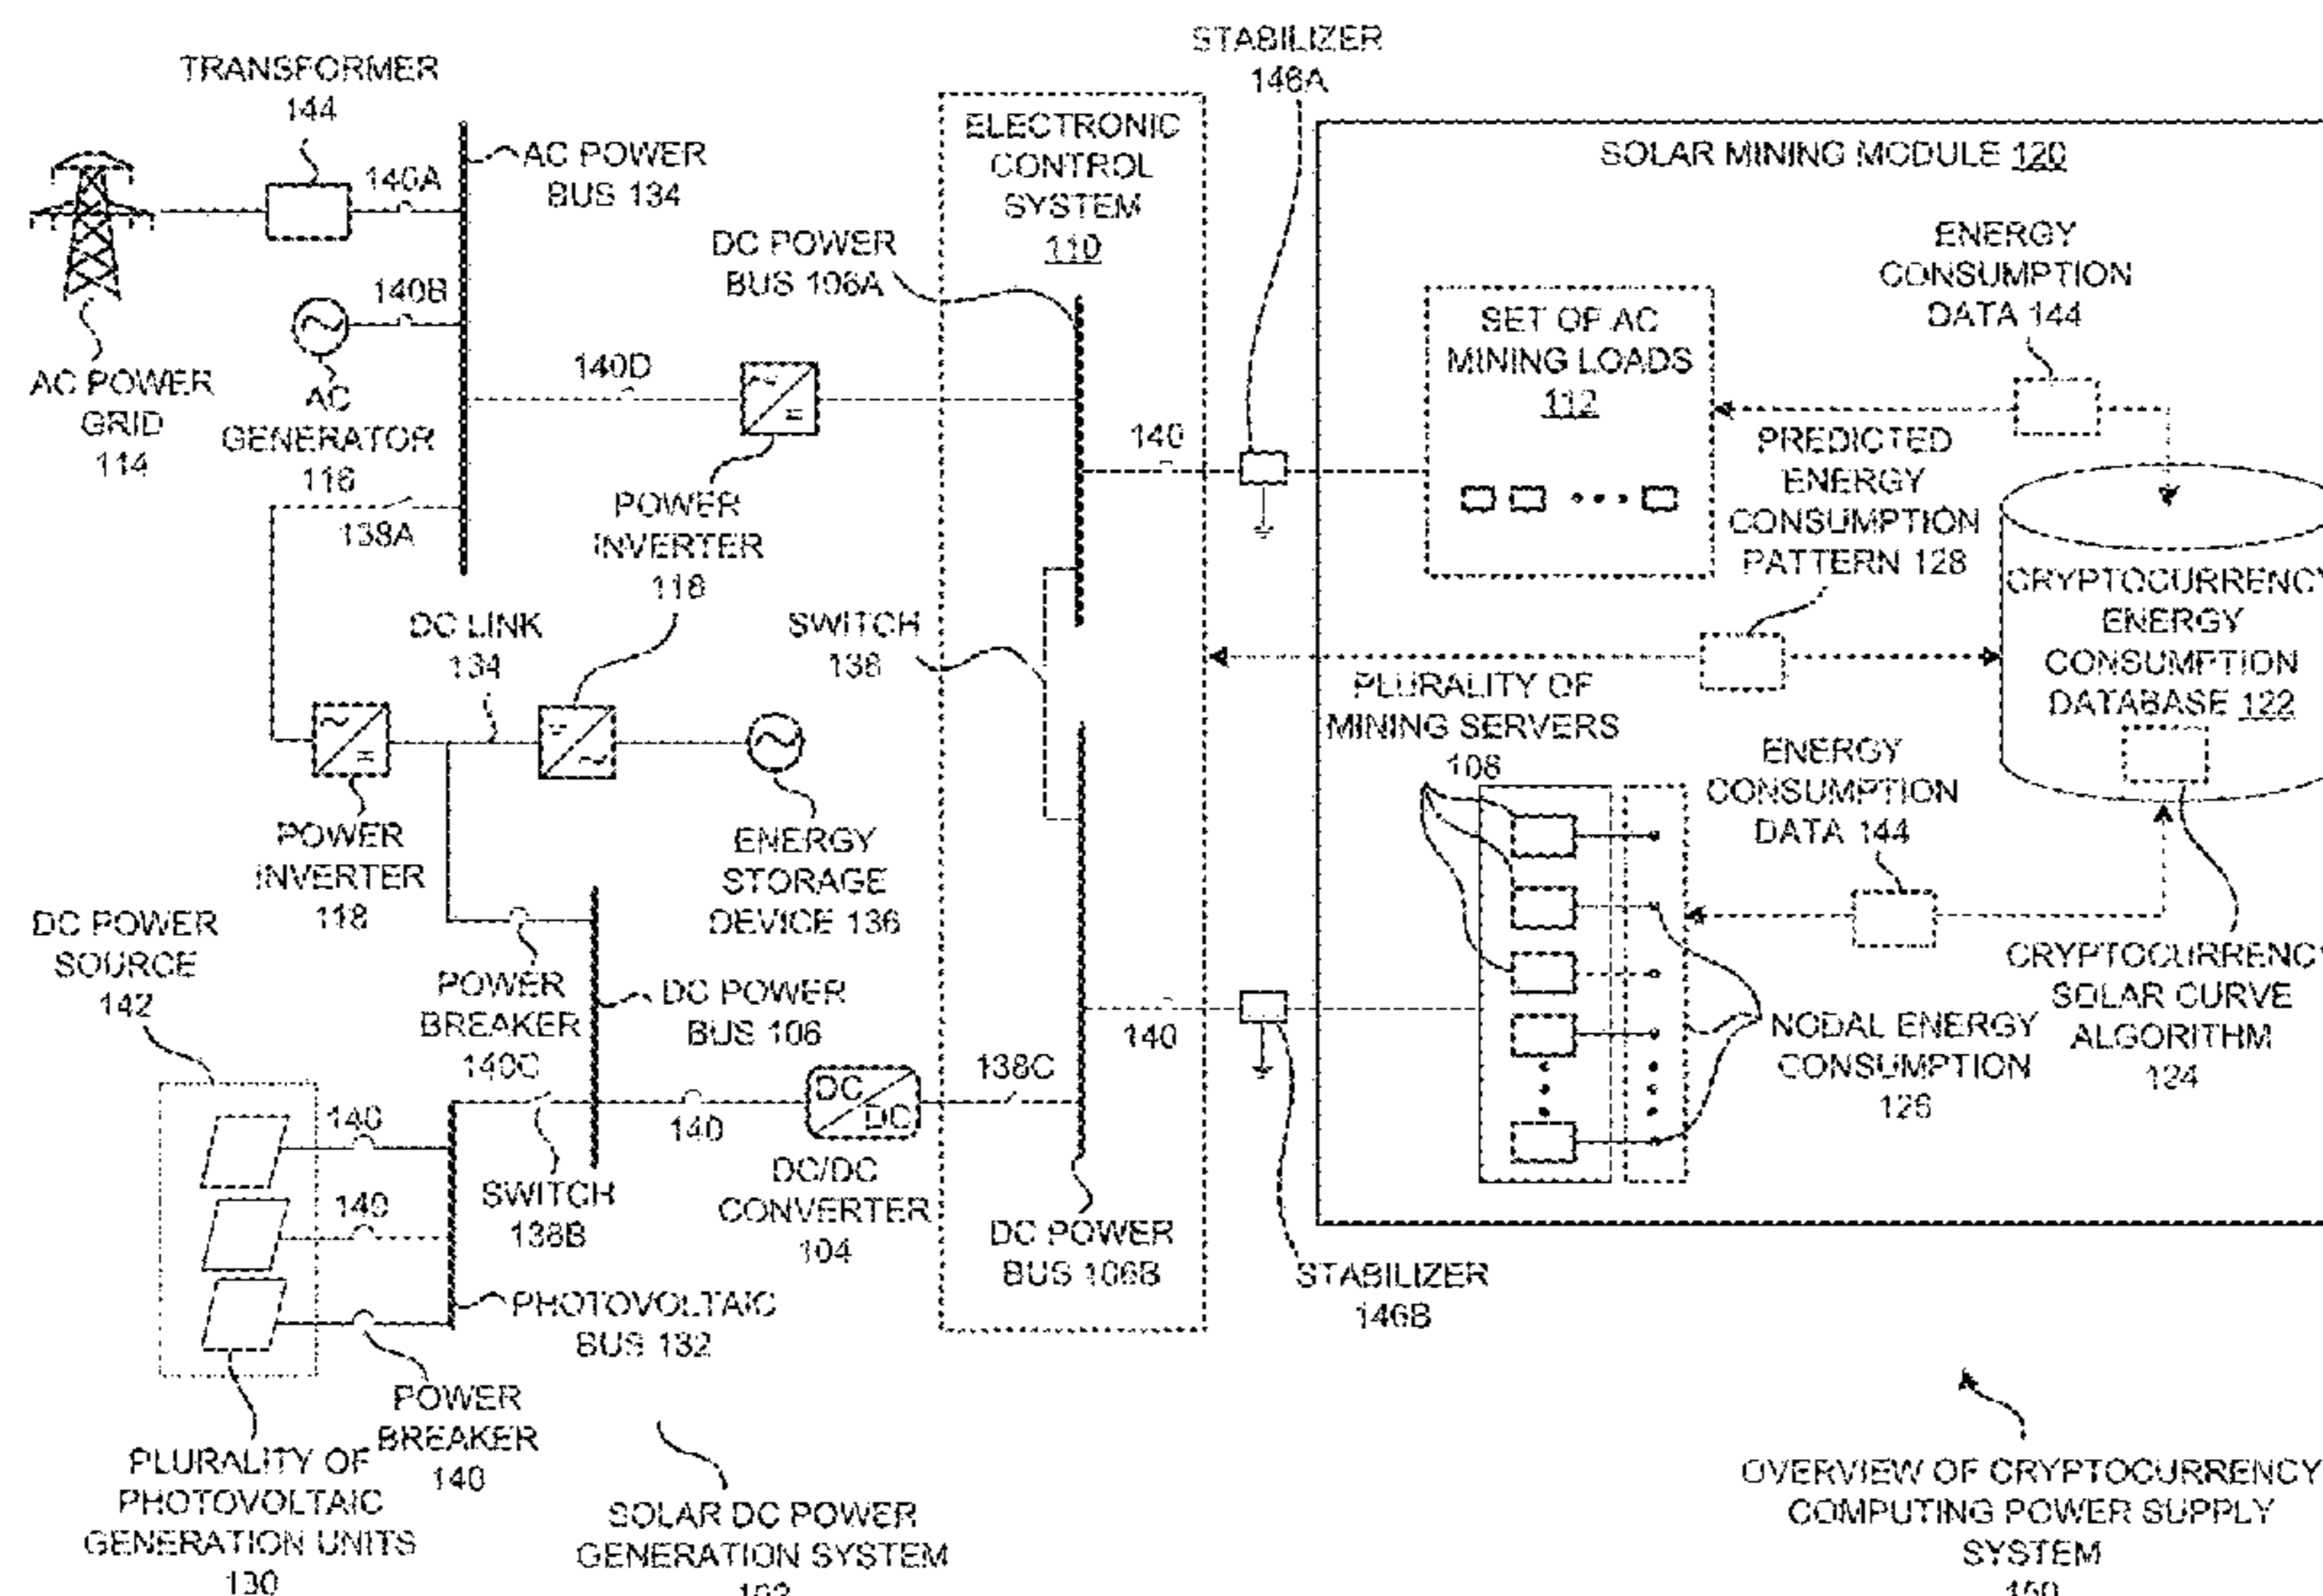 TRANSFORMER
144
140A
AC POWER
BUS 134
140B
AC POWER
GRID
114
AC
GENERATOR
116
138A
140D
POWER
INVERTER
118
DC LINK
134
POWER
INVERTER
118
ENERGY
STORAGE
DEVICE 136
DC POWER
SOURCE
142
POWER
BREAKER
140C
DC POWER
BUS 106
140
140
140
SWITCH
138B
DC
DC
DC/DC
CONVERTER
104
138C
PHOTOVOLTAIC
BUS 132
POWER
BREAKER
140
PLURALITY OF
PHOTOVOLTAIC
GENERATION UNITS
130
SOLAR DC POWER
GENERATION SYSTEM
ELECTRONIC
CONTROL
SYSTEM
110
DC POWER
BUS 106A
SWITCH
138
DC POWER
BUS 106B
140
140
STABILIZER
146A
STABILIZER
146B
SOLAR MINING MODULE 120
SET OF AC
MINING LOADS
112
ENERGY
CONSUMPTION
DATA 144
PREDICTED
ENERGY
CONSUMPTION
PATTERN 128
CRYPTOCURRENCY
ENERGY
CONSUMPTION
DATABASE 122
PLURALITY OF
MINING SERVERS
108
ENERGY
CONSUMPTION
DATA 144
NODAL ENERGY
CONSUMPTION
126
CRYPTOCURRENCY
SOLAR CURVE
ALGORITHM
124
OVERVIEW OF CRYPTOCURRENCY
COMPUTING POWER SUPPLY
SYSTEM
150